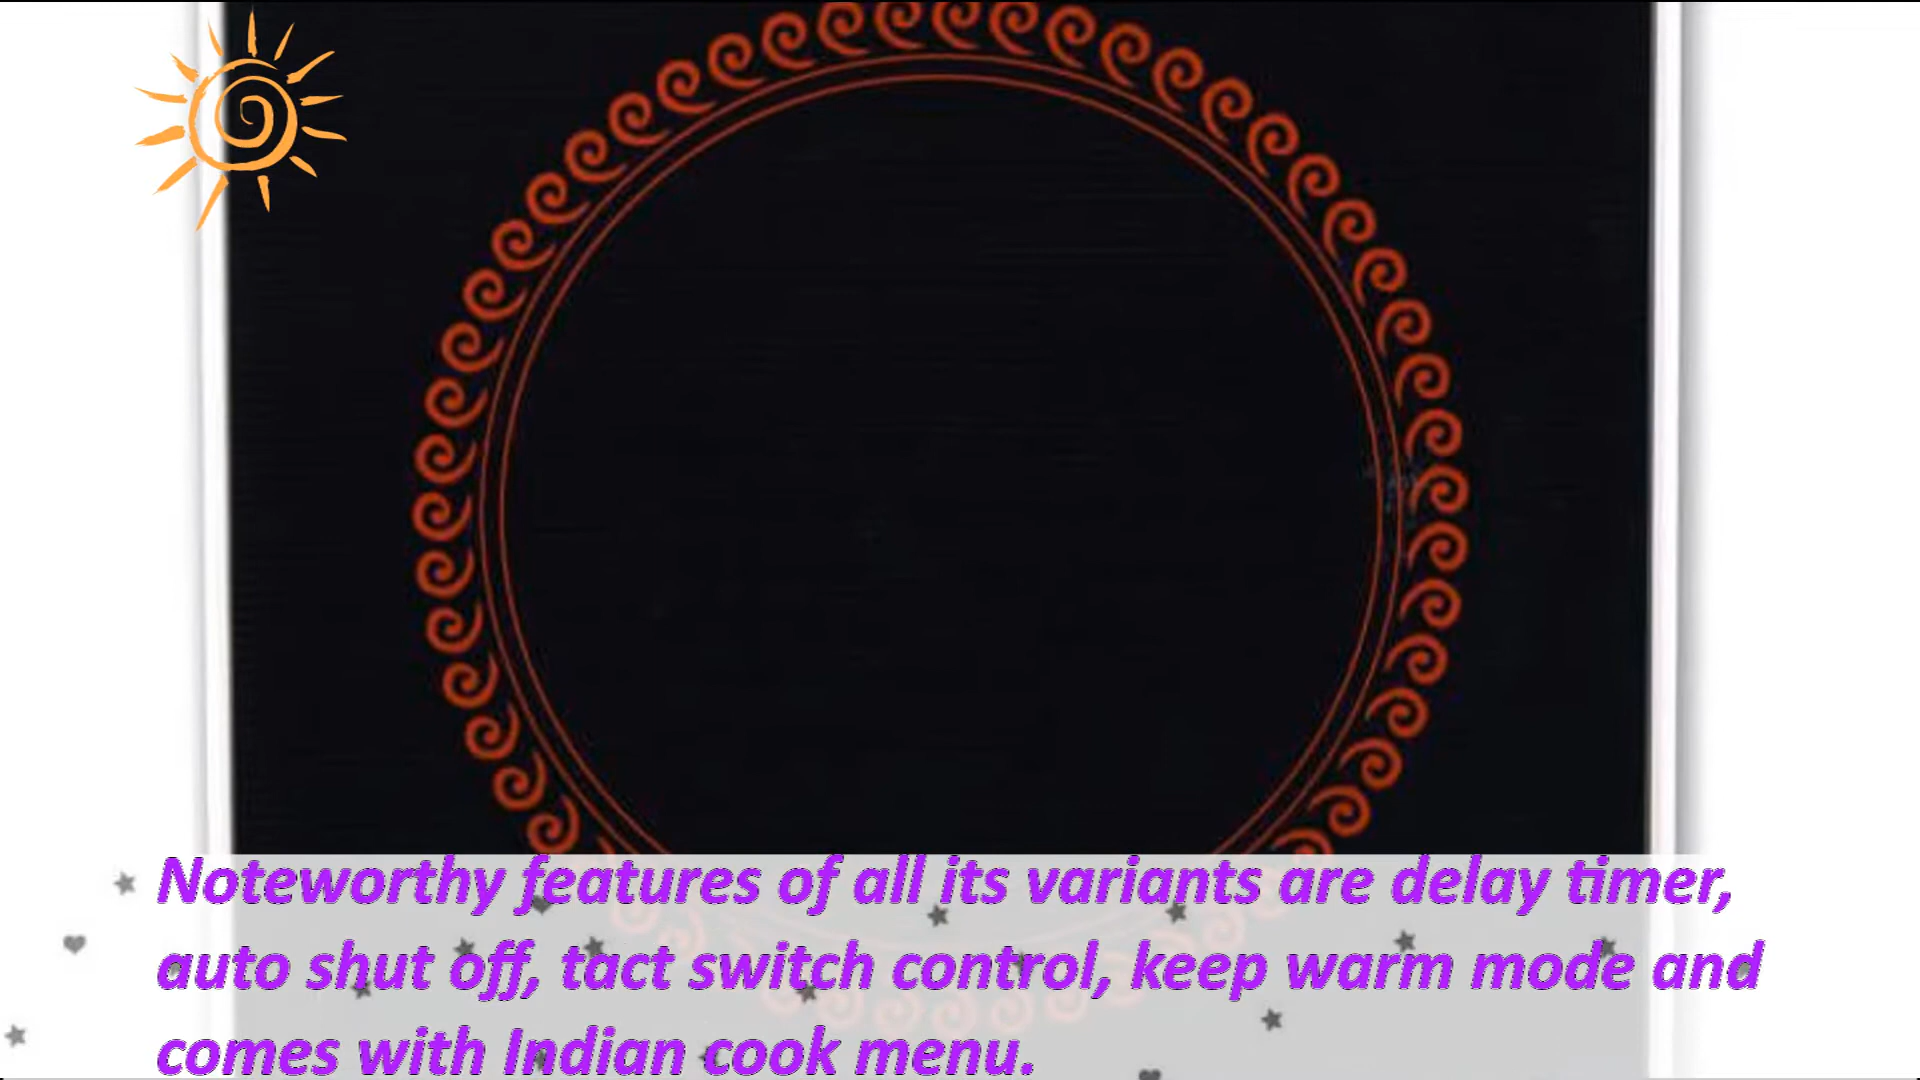 Noteworthy features of all its variants are delay timer,
auto shut off, tact switch control, keep warm mode and
comes with Indian cook menu.